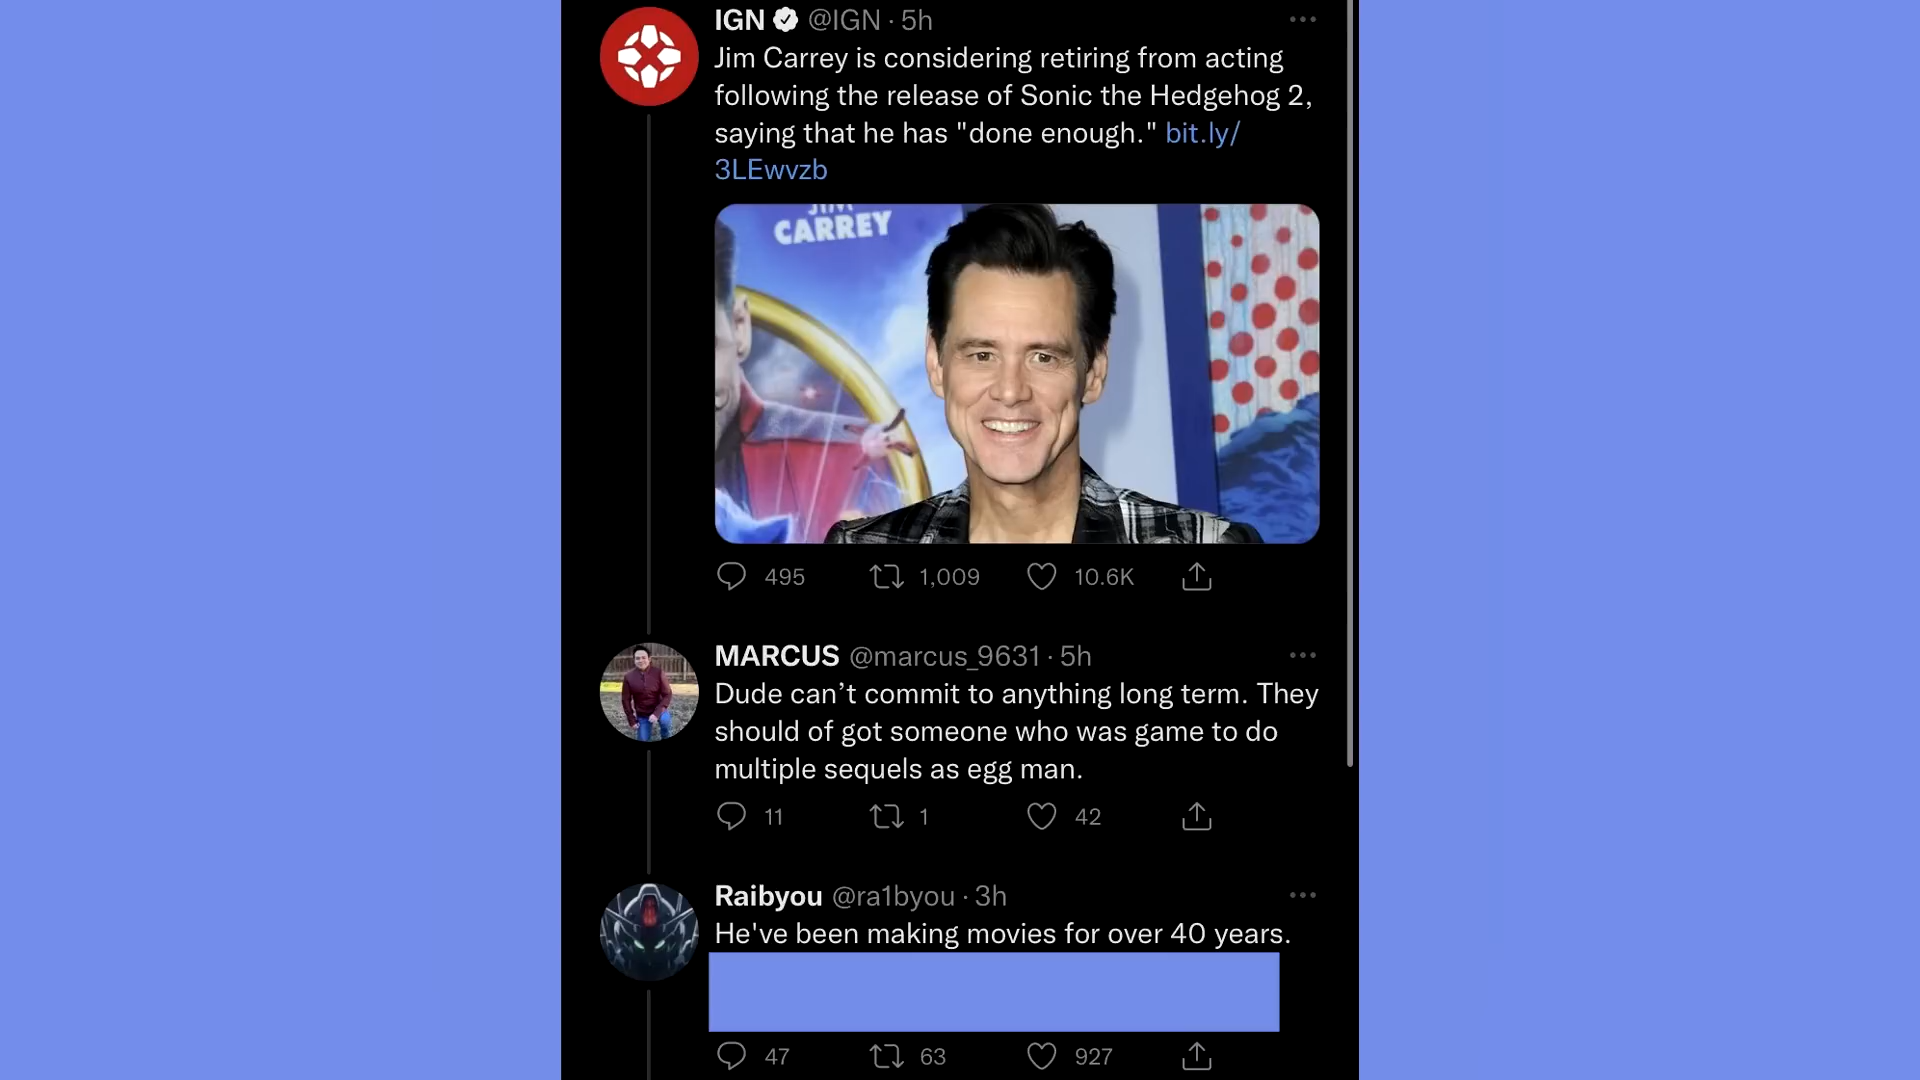 IGN @IGN · 5h
Jim Carrey is considering retiring from acting
following the release of Sonic the Hedgehog 2,
saying that he has "done enough." bit.ly/
3LEwvzb
JIM
CARREY
495 1,009 10.6K
MARCUS @marcus_9631 · 5h
Dude can’t commit to anything long term. They
should of got someone who was game to do
multiple sequels as egg man.
11 1 42
Raibyou @ra1byou · 3h
He've been making movies for over 40 years.
47 63 927